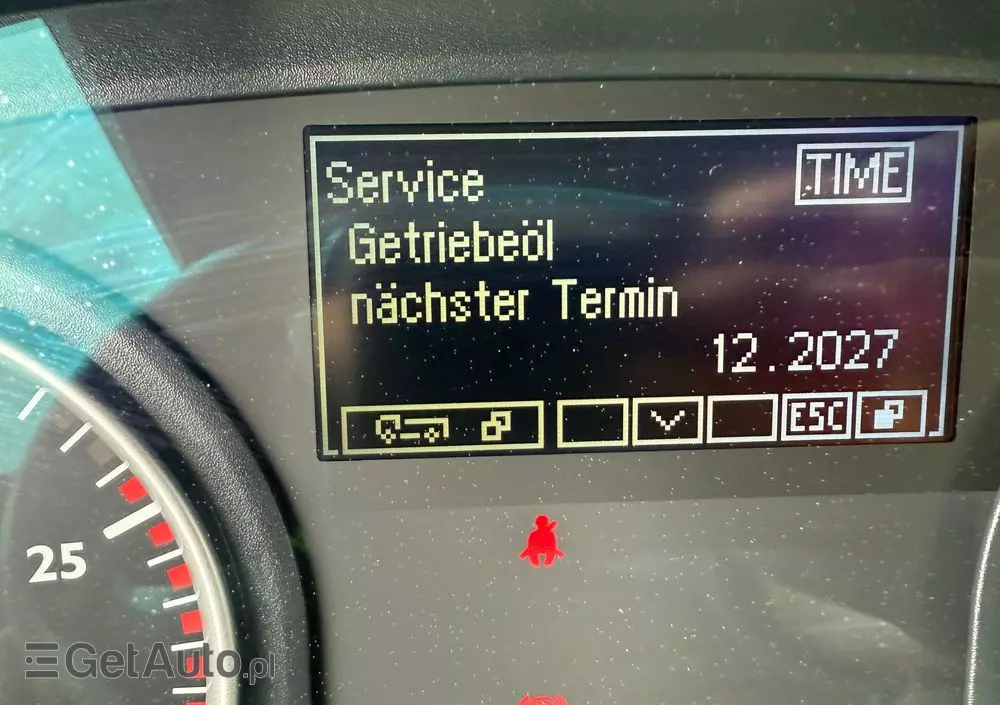 Service TIME
Getriebeöl
nächster Termin
12.2027
ESC
25
GetAuto.pl